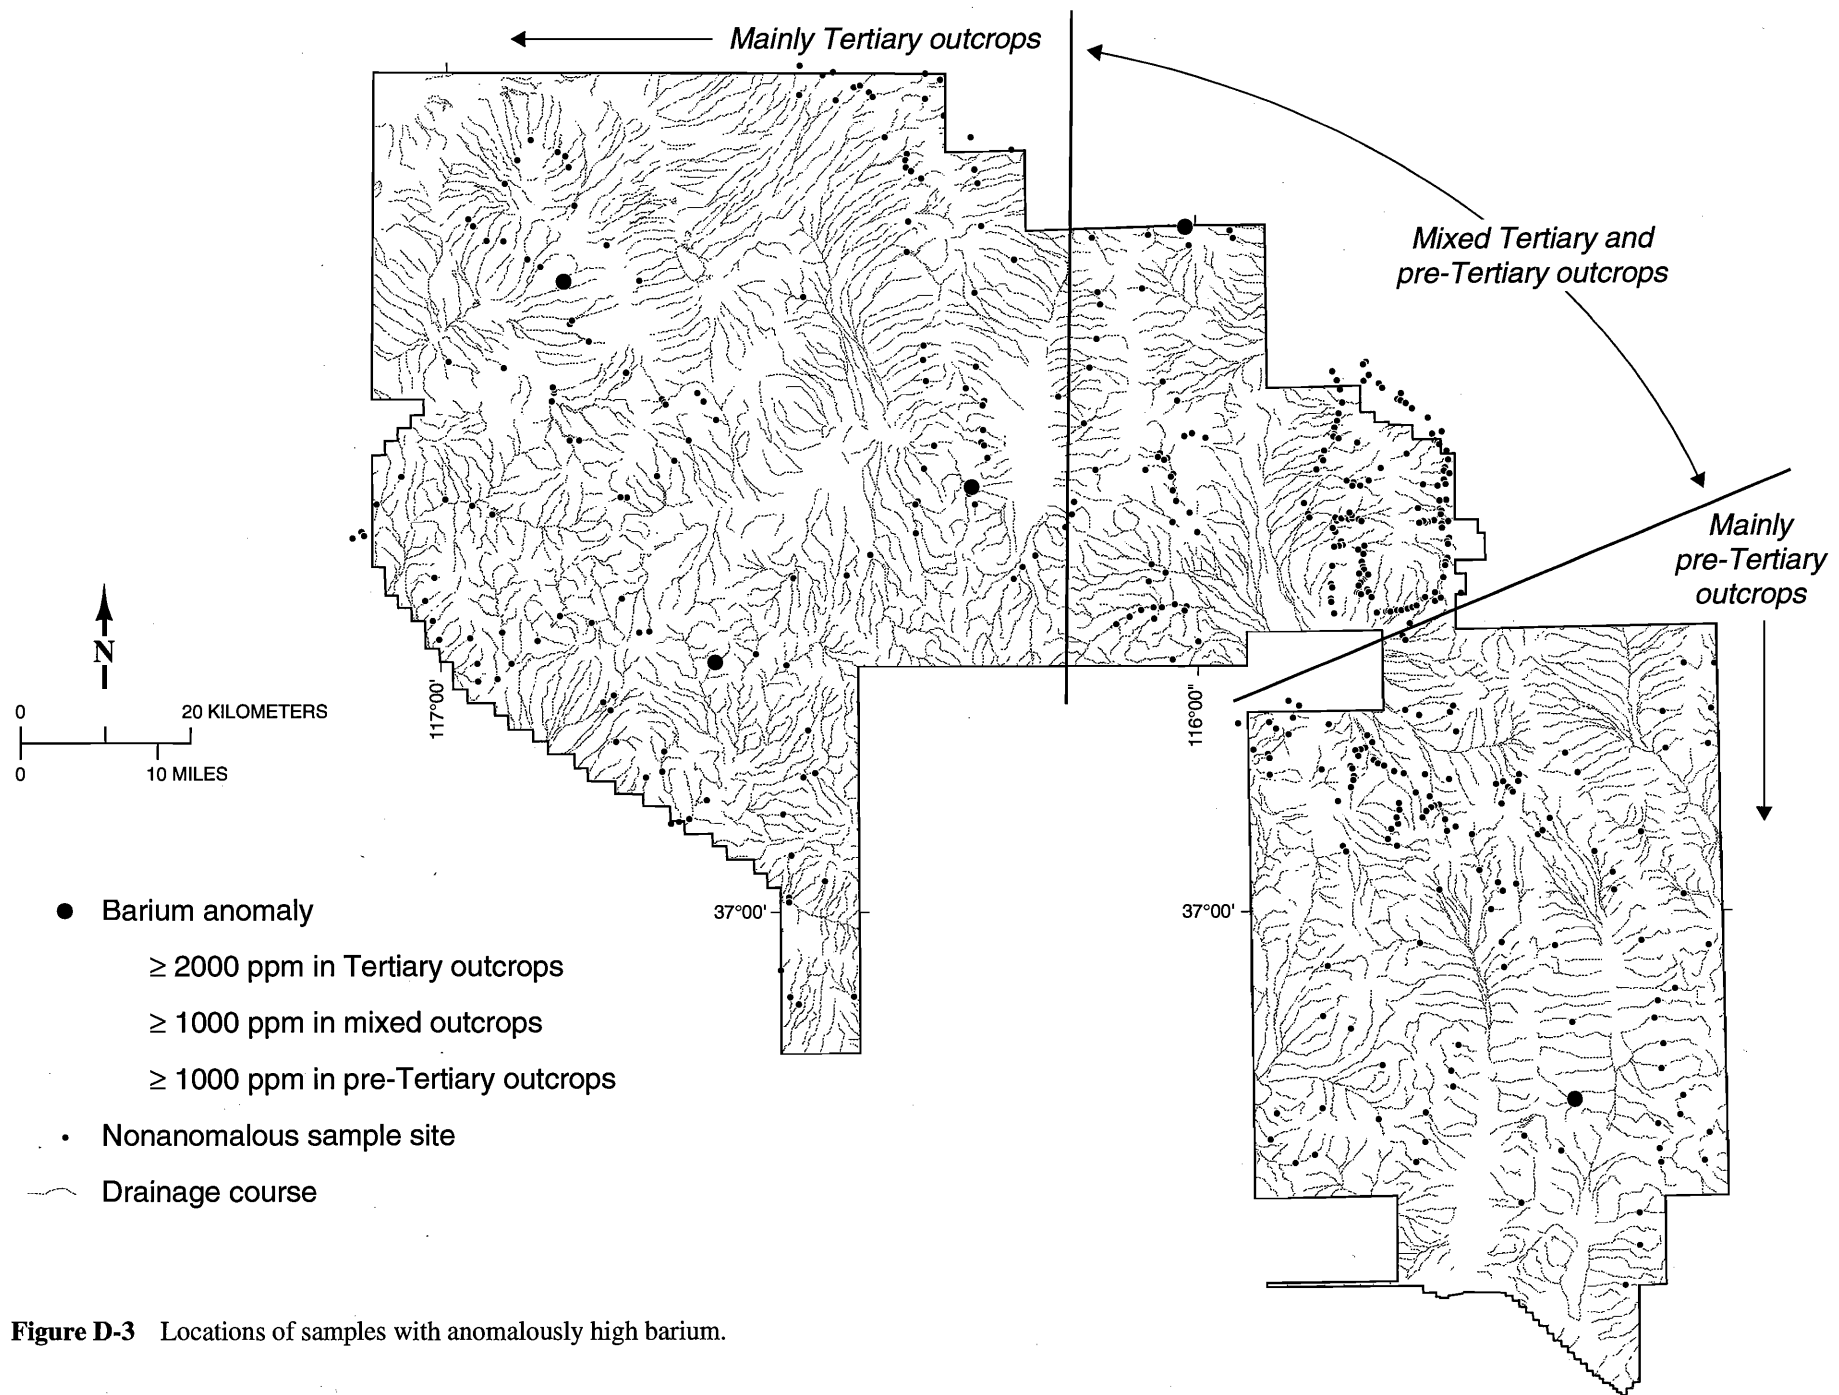 Mainly Tertiary outcrops
Mixed Tertiary and
pre-Tertiary outcrops
Mainly
pre-Tertiary
outcrops
N
0 20 KILOMETERS
0 10 MILES
117°00'
116°00"
37°00'
37°00'
Barium anomaly
≥ 2000 ppm in Tertiary outcrops
≥ 1000 ppm in mixed outcrops
≥ 1000 ppm in pre-Tertiary outcrops
Nonanomalous sample site
Drainage course
Figure D-3 Locations of samples with anomalously high barium.